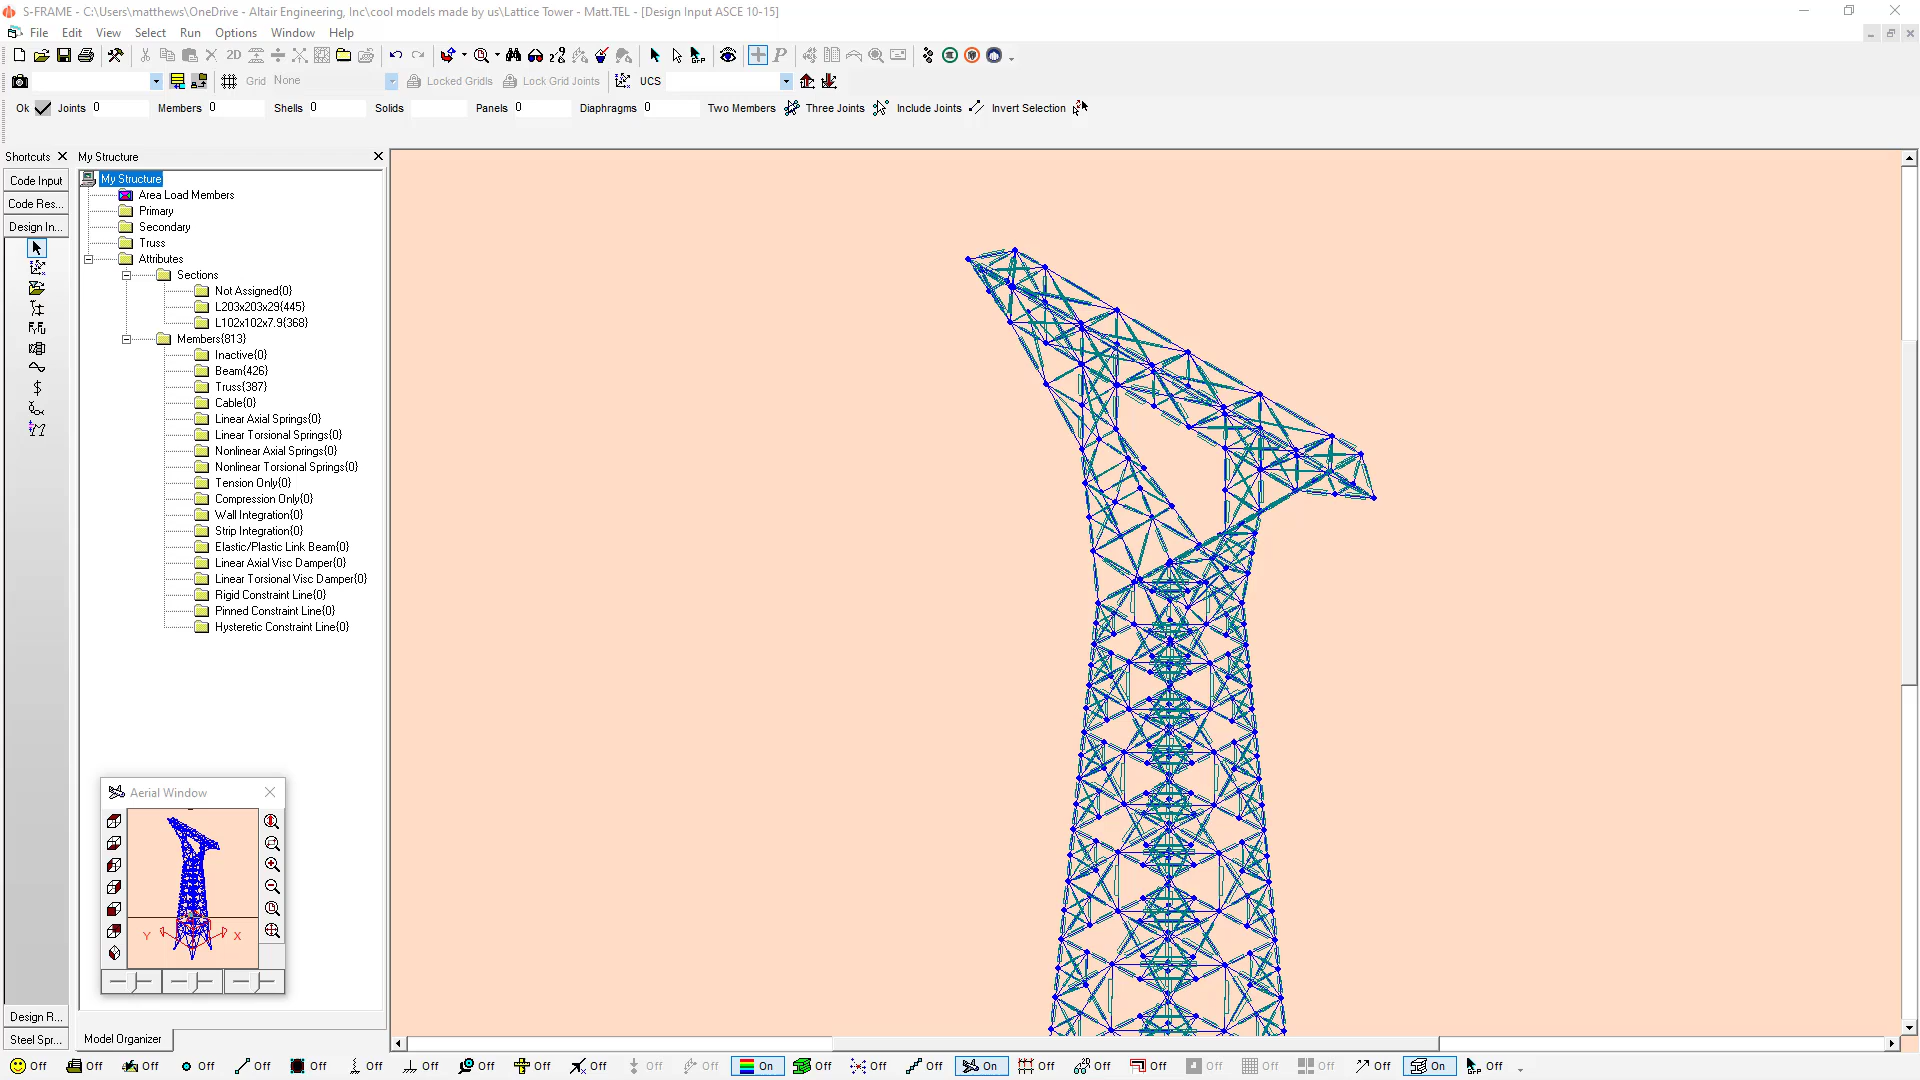 S-FRAME - C:\Users\matthews\OneDrive - Altair Engineering, Inc\cool models made by us\Lattice Tower - Matt.TEL - [Design Input ASCE 10-15]
File Edit View Select Run Options Window Help
2D
Grid None Locked Grids Lock Grid Joints UCS
Ok Joints 0 Members 0 Shells 0 Solids Panels 0 Diaphragms 0 Two Members Three Joints Include Joints Invert Selection
Shortcuts My Structure
Code Input
Code Res...
Design In...
My Structure
Area Load Members
Primary
Secondary
Truss
Attributes
Sections
Not Assigned{0}
L203x203x29{445}
L102x102x7.9{368}
Members{813}
Inactive{0}
Beam{426}
Truss{387}
Cable{0}
Linear Axial Springs{0}
Linear Torsional Springs{0}
Nonlinear Axial Springs{0}
Nonlinear Torsional Springs{0}
Tension Only{0}
Compression Only{0}
Wall Integration{0}
Strip Integration{0}
Elastic/Plastic Link Beam{0}
Linear Axial Visc Damper{0}
Linear Torsional Visc Damper{0}
Rigid Constraint Line{0}
Pinned Constraint Line{0}
Hysteretic Constraint Line{0}
Aerial Window
Y X
Design R...
Steel Spr...
Model Organizer
Off Off Off Off Off Off Off Off Off Off Off Off Off On Off Off Off On Off Off Off Off Off Off Off On Off